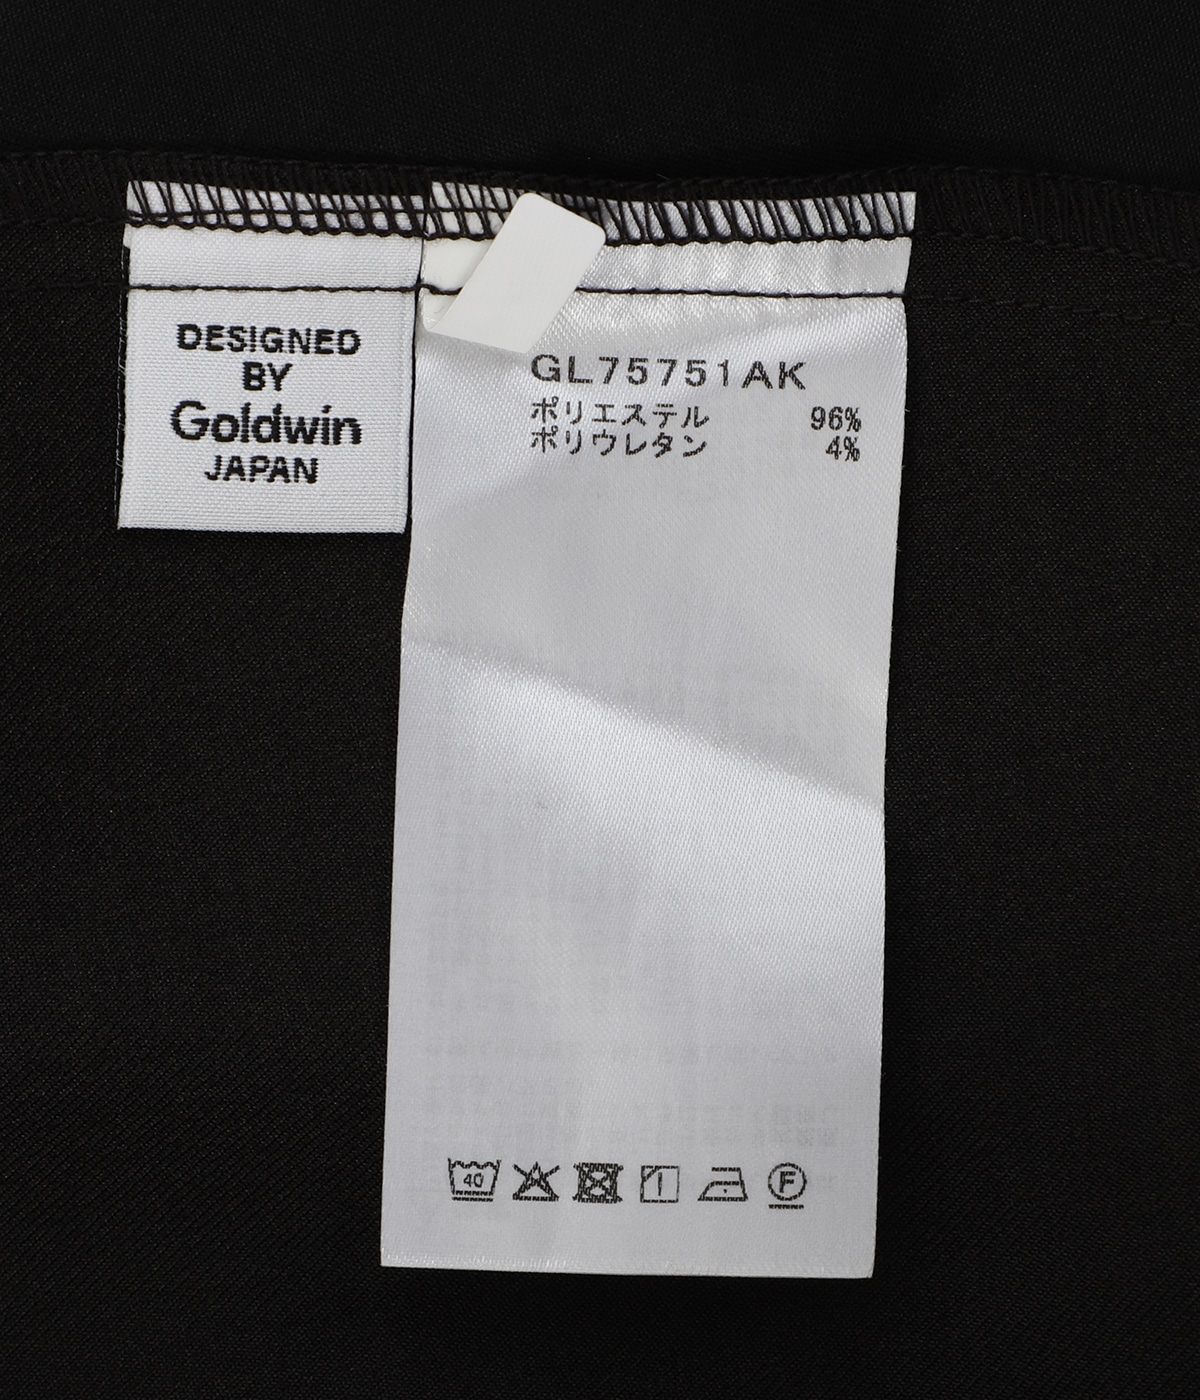 DESIGNED
BY
Goldwin
JAPAN
GL75751AK
ポリエステル 96%
ポリウレタン 4%
40
F